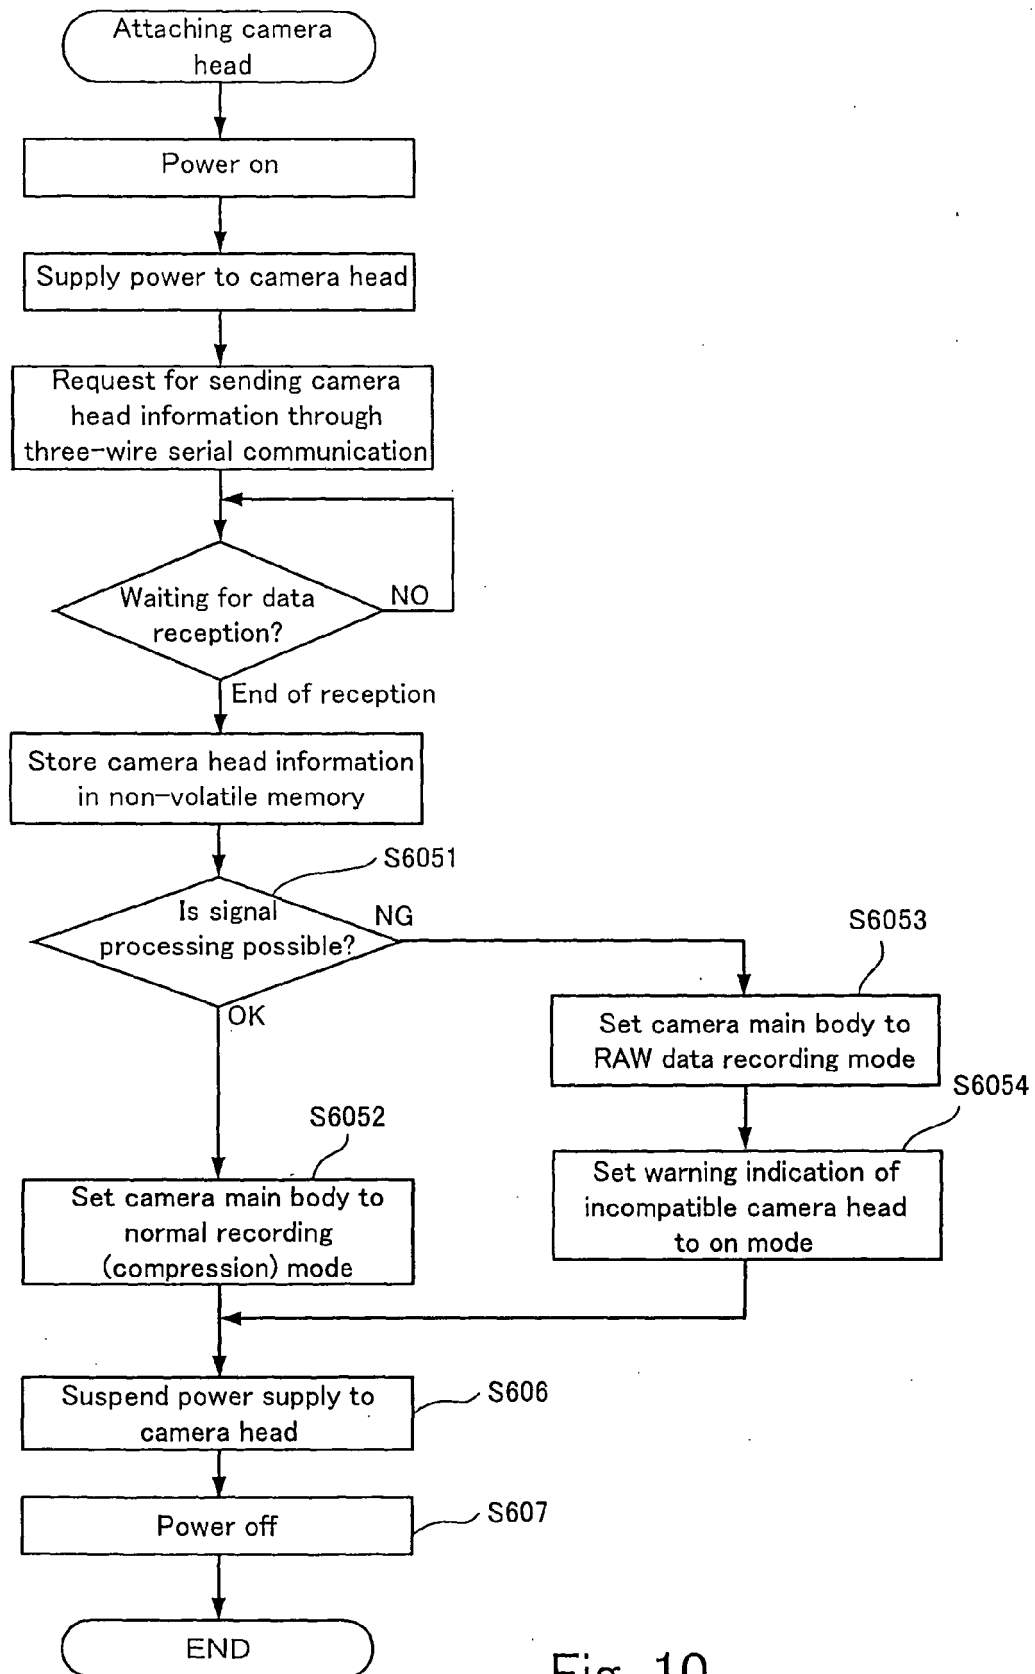 Attaching camera
head
Power on
Supply power to camera head
Request for sending camera
head information through
three-wire serial communication
Waiting for data
reception?
NO
End of reception
Store camera head information
in non-volatile memory
S6051
Is signal
processing possible?
NG
OK
S6053
Set camera main body to
RAW data recording mode
S6054
Set warning indication of
incompatible camera head
to on mode
S6052
Set camera main body to
normal recording
(compression) mode
Suspend power supply to
camera head
S606
Power off
S607
END
Fig. 10